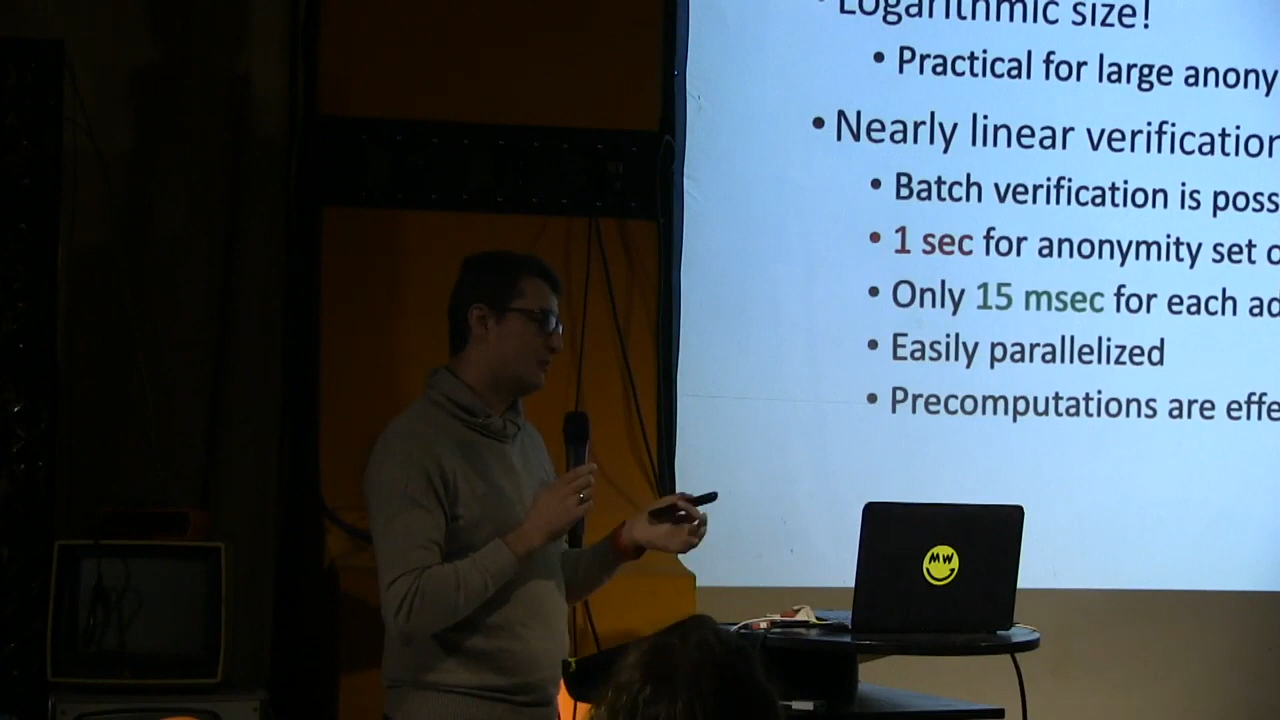 • Logarithmic size!
• Practical for large anony
• Nearly linear verification
• Batch verification is poss
• 1 sec for anonymity set o
• Only 15 msec for each ad
• Easily parallelized
• Precomputations are effe
MW